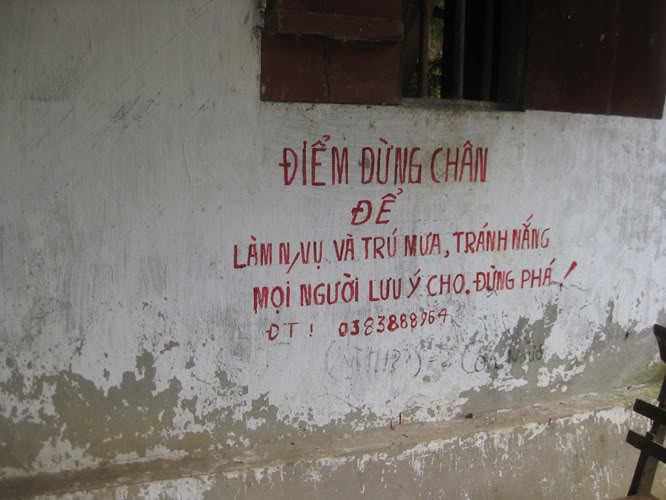 ĐIỂM DỪNG CHÂN
ĐỂ
LÀM N/VỤ VÀ TRÚ MƯA, TRÁNH NẮNG
MỌI NGƯỜI LƯU Ý CHO. ĐỪNG PHÁ !
ĐT ! 0383888964